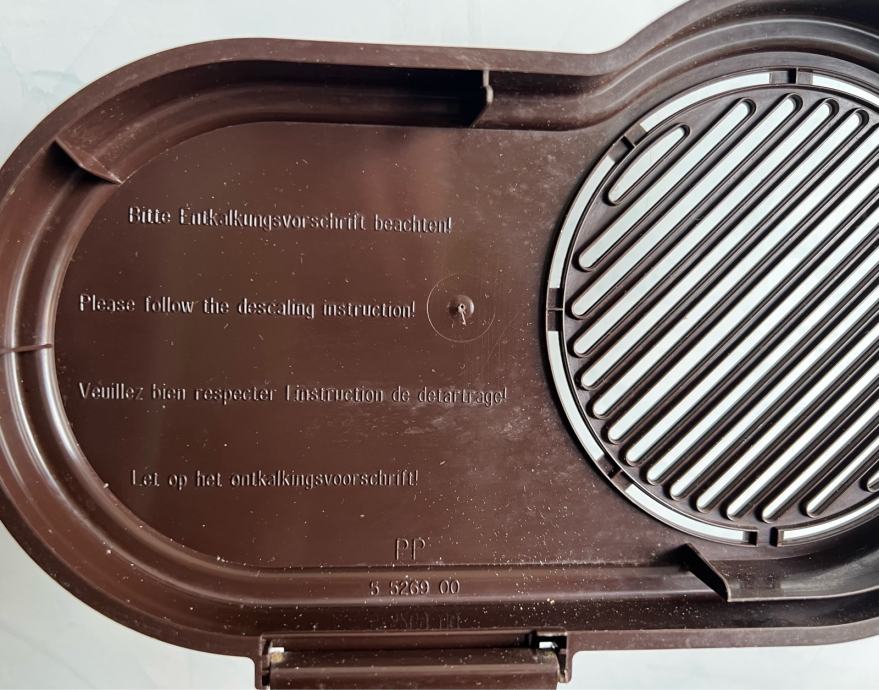 Bitte Entkalkungsvorschrift beachten!
Please follow the descaling instruction!
Veuillez bien respecter l instruction de detartrage!
Let op het ontkalkingsvoorschrift!
PP
5 5269 00